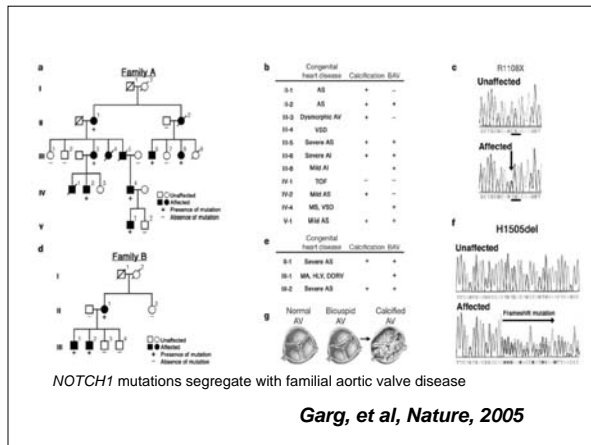 a
Family A
I
II
III
IV
V
Unaffected
Affected
+ Presence of mutation
− Absence of mutation
d
Family B
I
II
III
Unaffected
Affected
+ Presence of mutation
− Absence of mutation
b
Congenital
heart disease Calcification BAV
II-1 AS + −
II-2 AS + +
III-3 Dysmorphic AV + −
III-4 VSD
III-5 Severe AS + +
III-6 Severe AI + +
III-8 Mild AI +
IV-1 TOF − −
IV-2 Mild AS + −
IV-4 MS, VSD +
V-1 Mild AS + +
e
Congenital
heart disease Calcification BAV
II-1 Severe AS +
III-1 MA, HLV, DORV +
III-2 Severe AS + +
g
Normal
AV
Bicuspid
AV
Calcified
AV
c
R1108X
Unaffected
Affected
f
H1505del
Unaffected
Affected
Frameshift mutation
NOTCH1 mutations segregate with familial aortic valve disease
Garg, et al, Nature, 2005